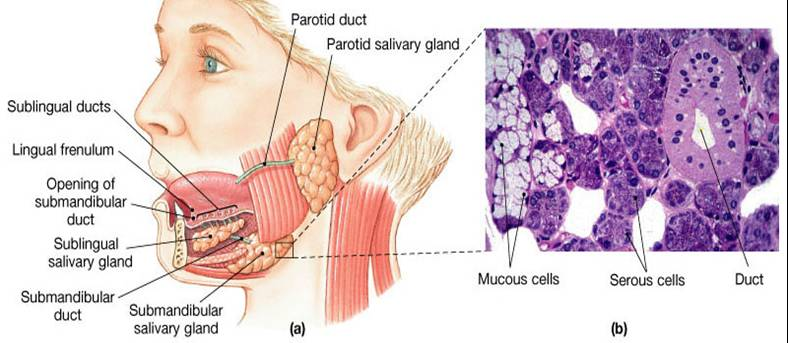 Parotid duct
Parotid salivary gland
Sublingual ducts
Lingual frenulum
Opening of
submandibular
duct
Sublingual
salivary gland
Submandibular
duct
Submandibular
salivary gland
(a)
Mucous cells
Serous cells
Duct
(b)